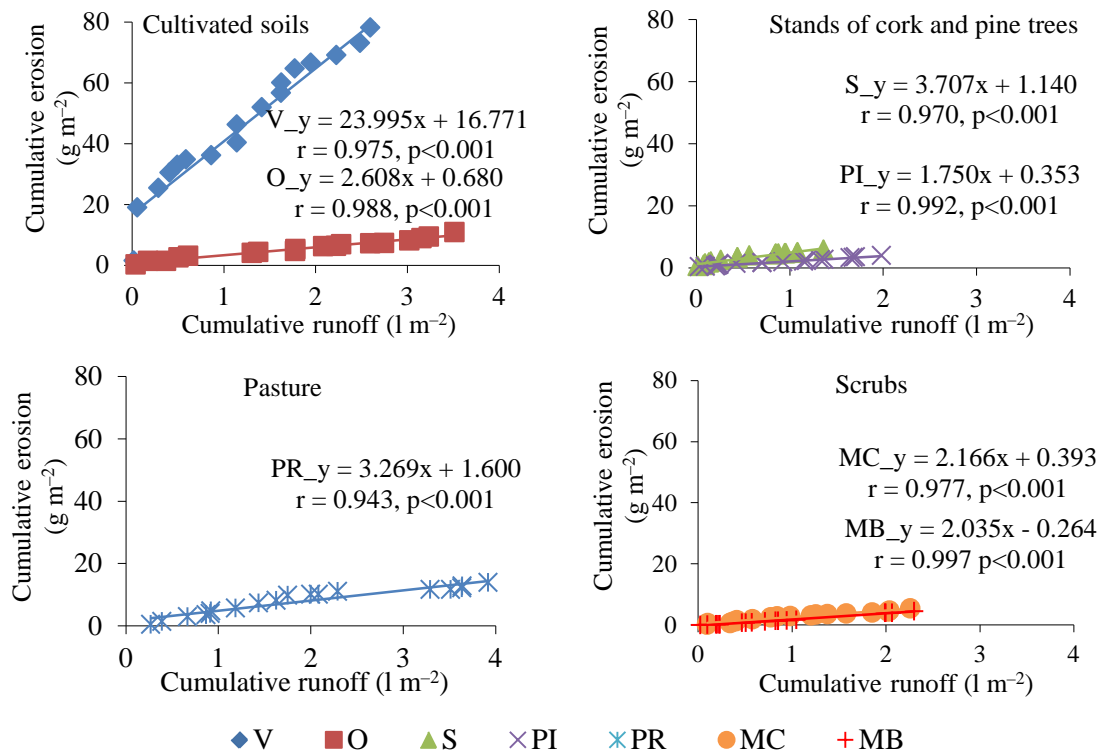 Cultivated soils
Cumulative erosion
(g m⁻²)
80
60
40
20
0
V_y = 23.995x + 16.771
r = 0.975, p<0.001
O_y = 2.608x + 0.680
r = 0.988, p<0.001
0 1 2 3 4
Cumulative runoff (l m⁻²)
Stands of cork and pine trees
Cumulative erosion
(g m⁻²)
80
60
40
20
0
S_y = 3.707x + 1.140
r = 0.970, p<0.001
PI_y = 1.750x + 0.353
r = 0.992, p<0.001
0 1 2 3 4
Cumulative runoff (l m⁻²)
Pasture
Cumulative erosion
(g m⁻²)
80
60
40
20
0
PR_y = 3.269x + 1.600
r = 0.943, p<0.001
0 1 2 3 4
Cumulative runoff (l m⁻²)
Scrubs
Cumulative erosion
(g m⁻²)
80
60
40
20
0
MC_y = 2.166x + 0.393
r = 0.977, p<0.001
MB_y = 2.035x - 0.264
r = 0.997 p<0.001
0 1 2 3 4
Cumulative runoff (l m⁻²)
V O S PI PR MC MB